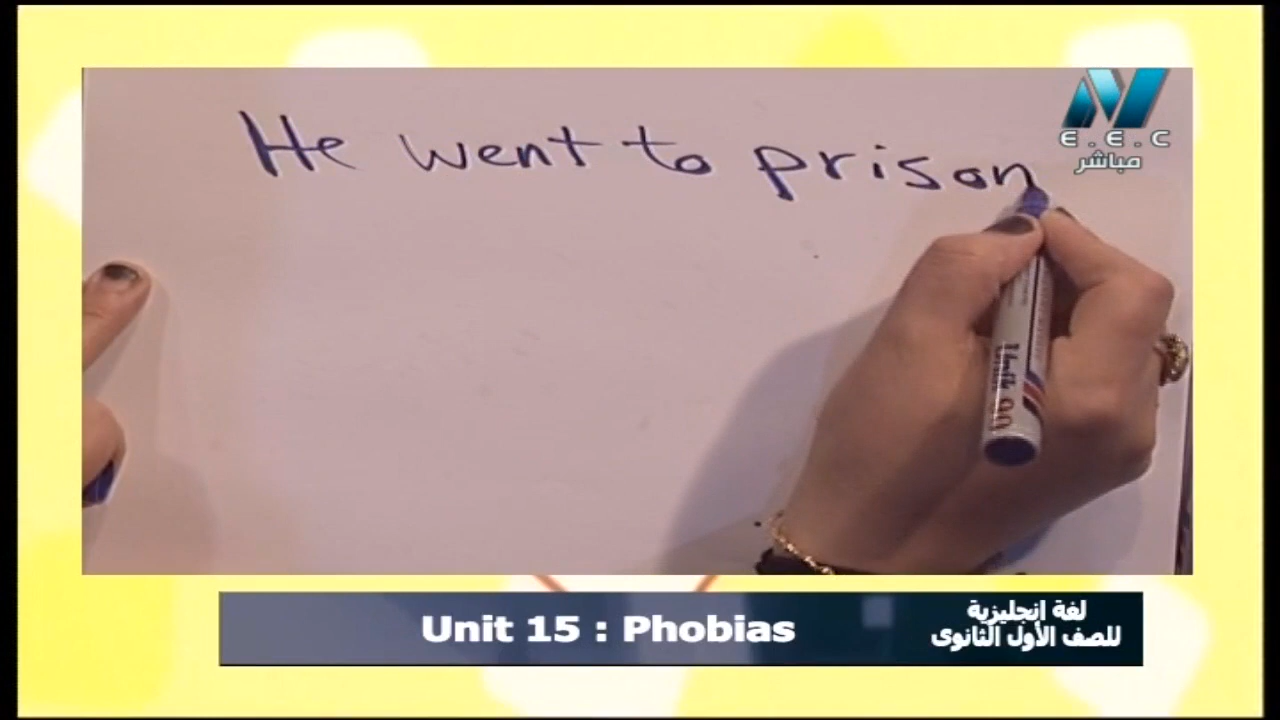 He went to prison
E.E.C
مباشر
Unit 15 : Phobias
لغة إنجليزية
للصف الأول الثانوى